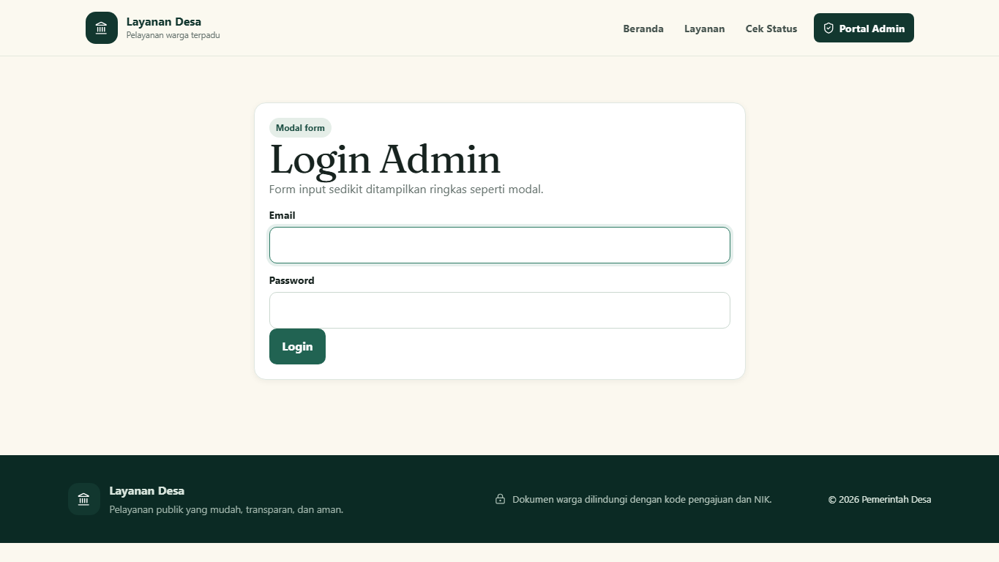 Layanan Desa
Pelayanan warga terpadu
Beranda
Layanan
Cek Status
Portal Admin
Modal form
Login Admin
Form input sedikit ditampilkan ringkas seperti modal.
Email
Password
Login
Layanan Desa
Pelayanan publik yang mudah, transparan, dan aman.
Dokumen warga dilindungi dengan kode pengajuan dan NIK.
© 2026 Pemerintah Desa